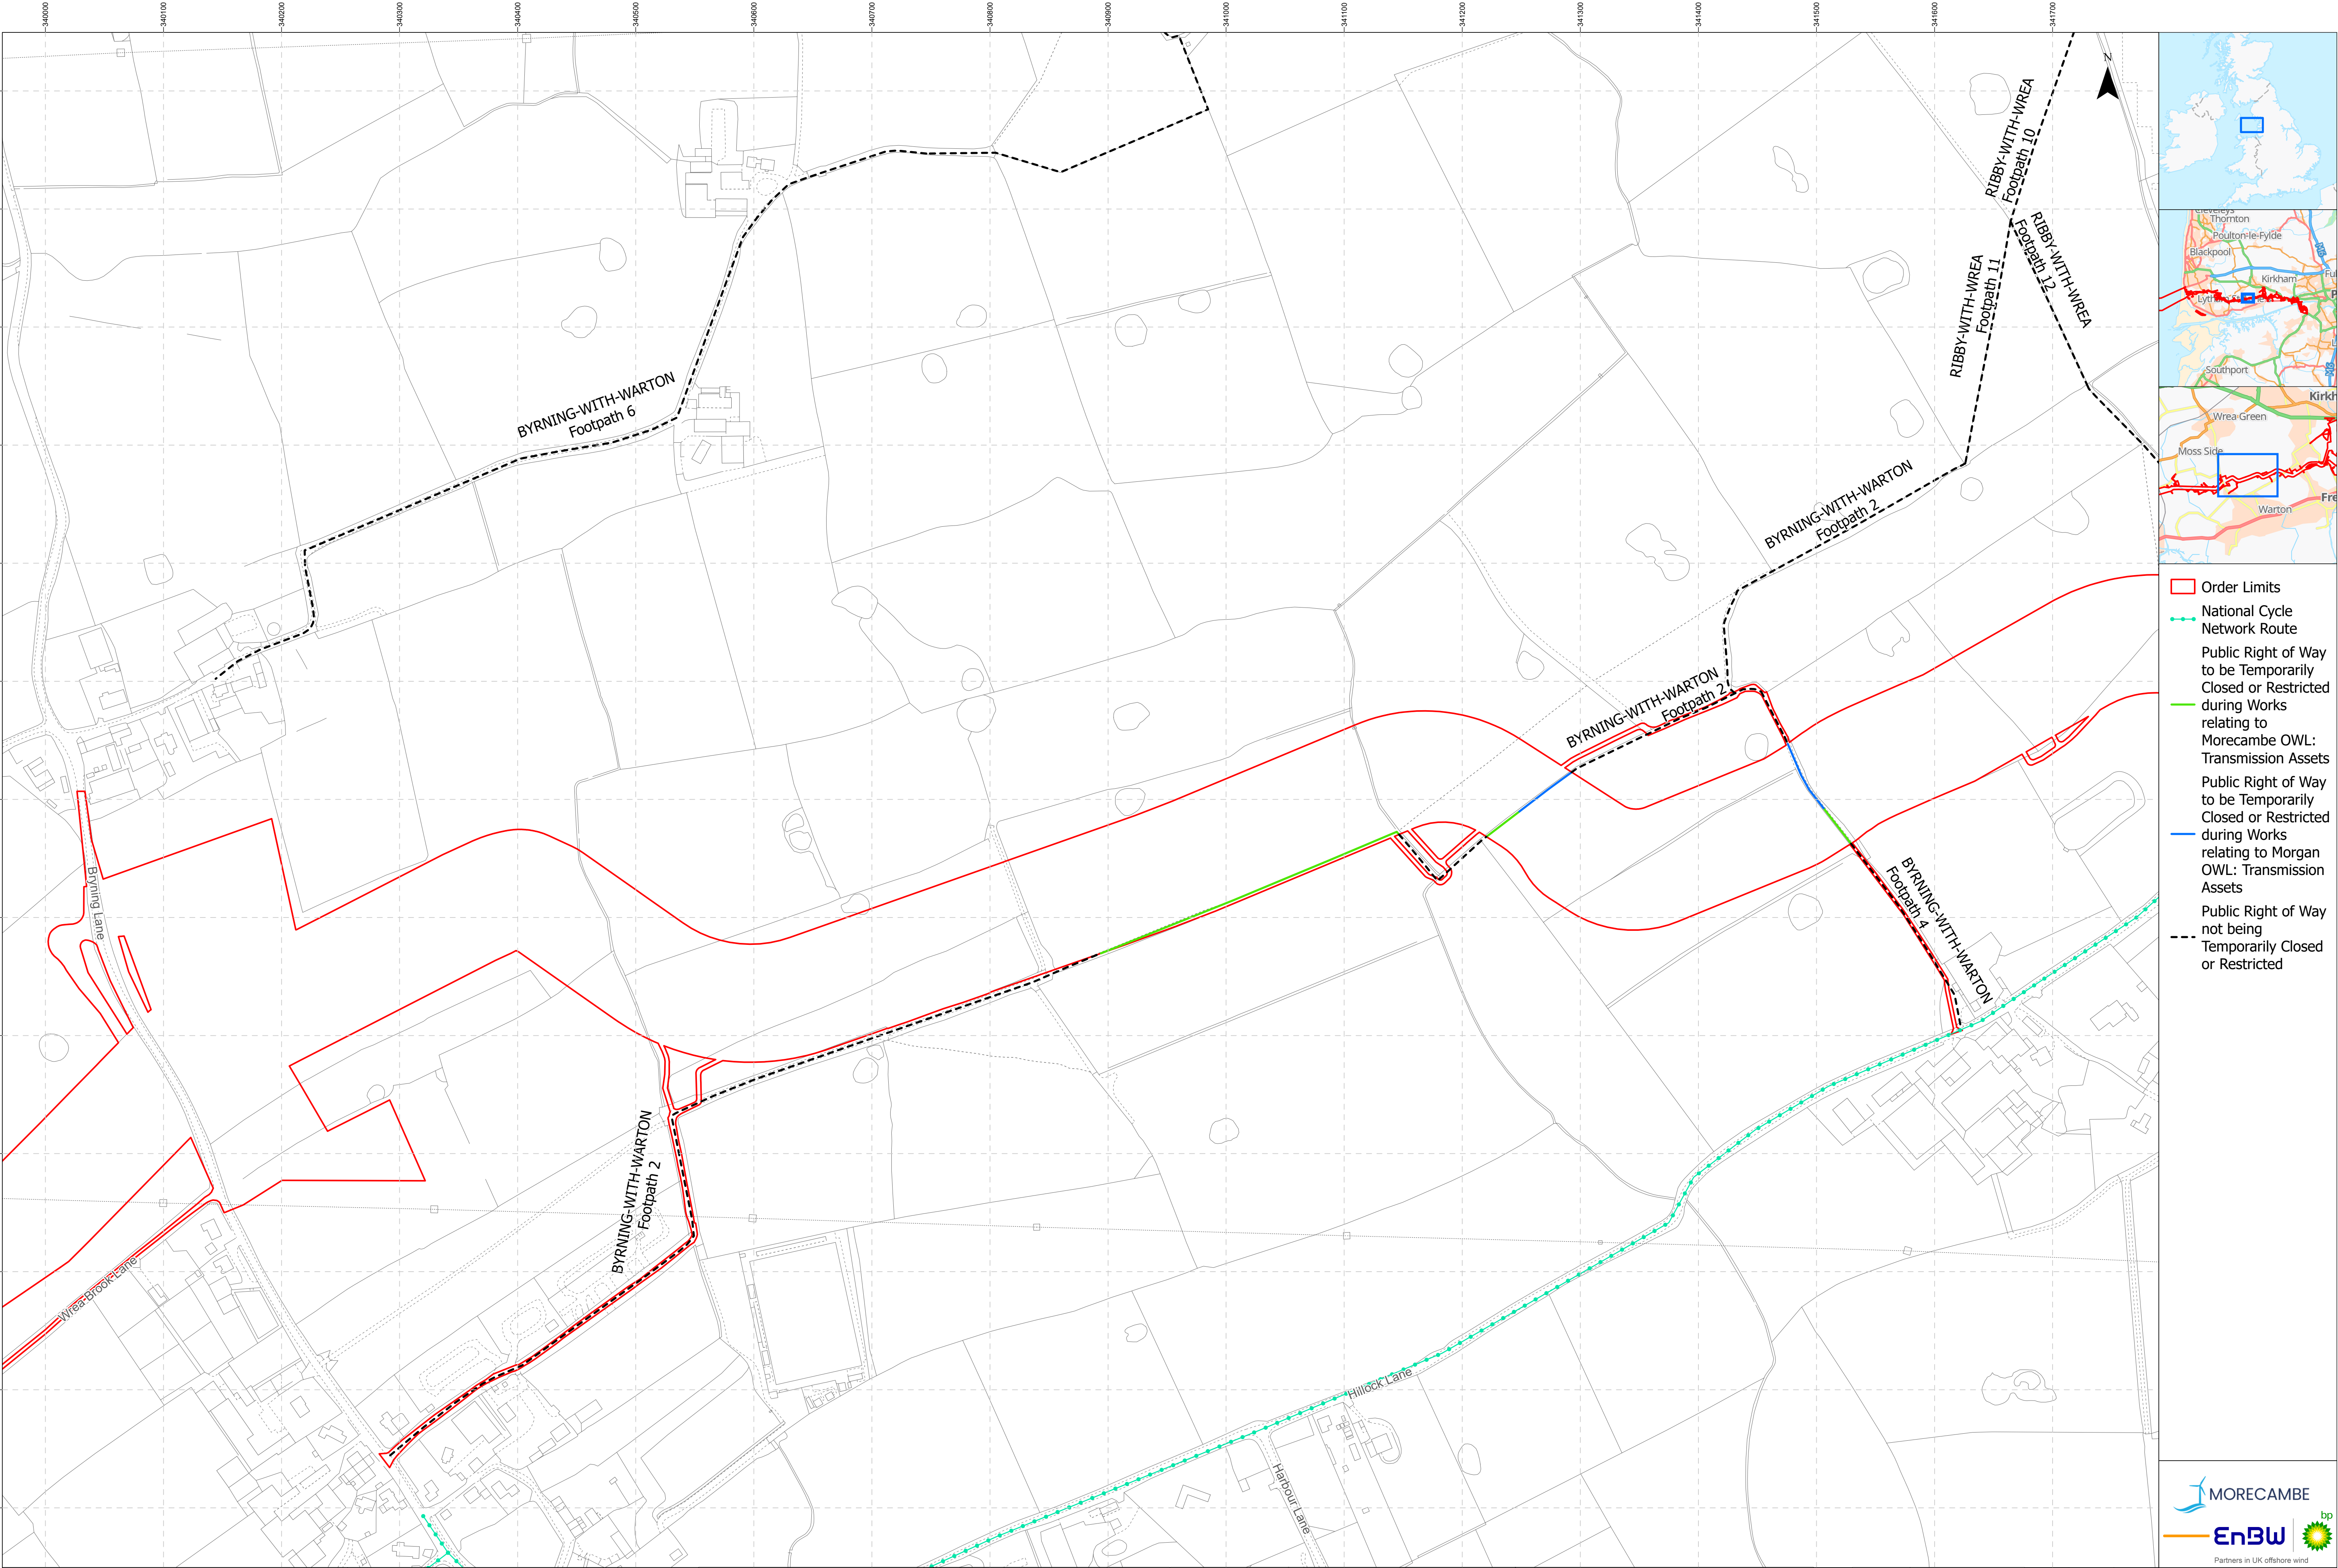 340000
340100
340200
340300
340400
340500
340600
340700
340800
340900
341000
341100
341200
341300
341400
341500
341600
341700
N
RIBBY-WITH-WREA
Footpath 10
RIBBY-WITH-WREA
Footpath 12
RIBBY-WITH-WREA
Footpath 11
BYRNING-WITH-WARTON
Footpath 6
BYRNING-WITH-WARTON
Footpath 2
BYRNING-WITH-WARTON
Footpath 2
BYRNING-WITH-WARTON
Footpath 4
BYRNING-WITH-WARTON
Footpath 2
Bryning Lane
Wrea-Brook-Lane
Hillock Lane
Harbour Lane
Cleveleys
Thornton
Poulton-le-Fylde
Blackpool
Kirkham
Southport
Kirkh
Wrea Green
Moss Side
Fre
Warton
Order Limits
National Cycle
Network Route
Public Right of Way
to be Temporarily
Closed or Restricted
during Works
relating to
Morecambe OWL:
Transmission Assets
Public Right of Way
to be Temporarily
Closed or Restricted
during Works
relating to Morgan
OWL: Transmission
Assets
Public Right of Way
not being
Temporarily Closed
or Restricted
MORECAMBE
EnBW
bp
Partners in UK offshore wind